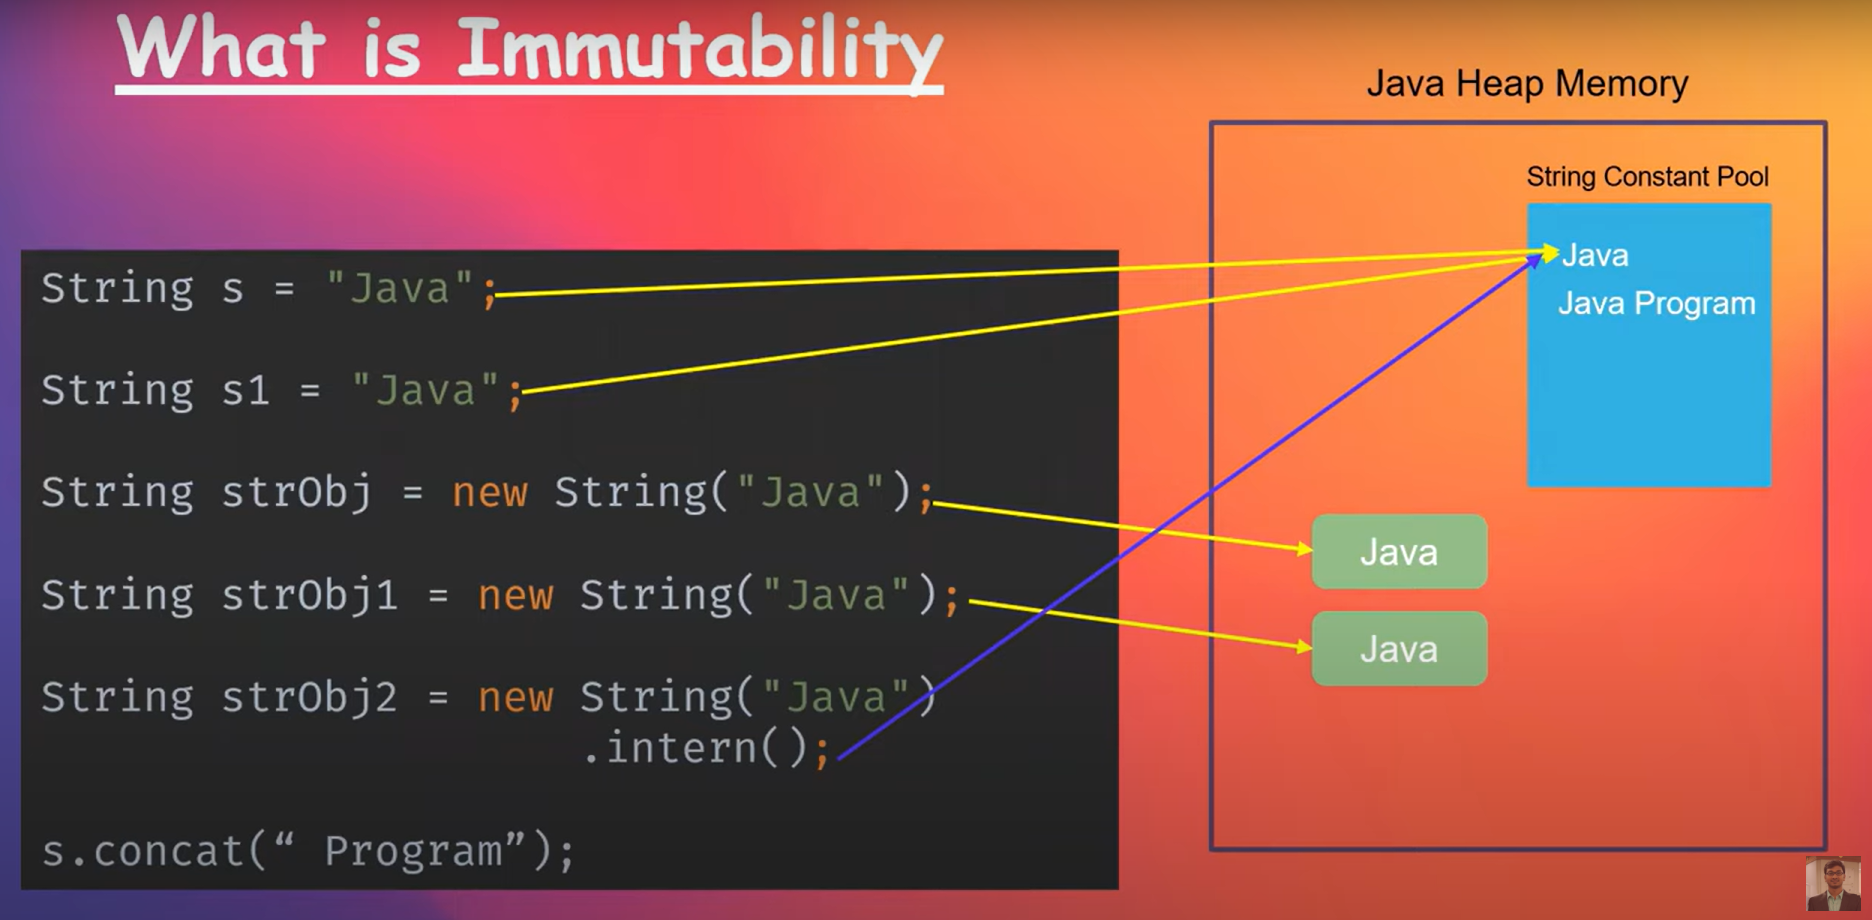 What is Immutability
String s = "Java";
String s1 = "Java";
String strObj = new String("Java");
String strObj1 = new String("Java");
String strObj2 = new String("Java")
.intern();
s.concat(“ Program”);
Java Heap Memory
String Constant Pool
Java
Java Program
Java
Java